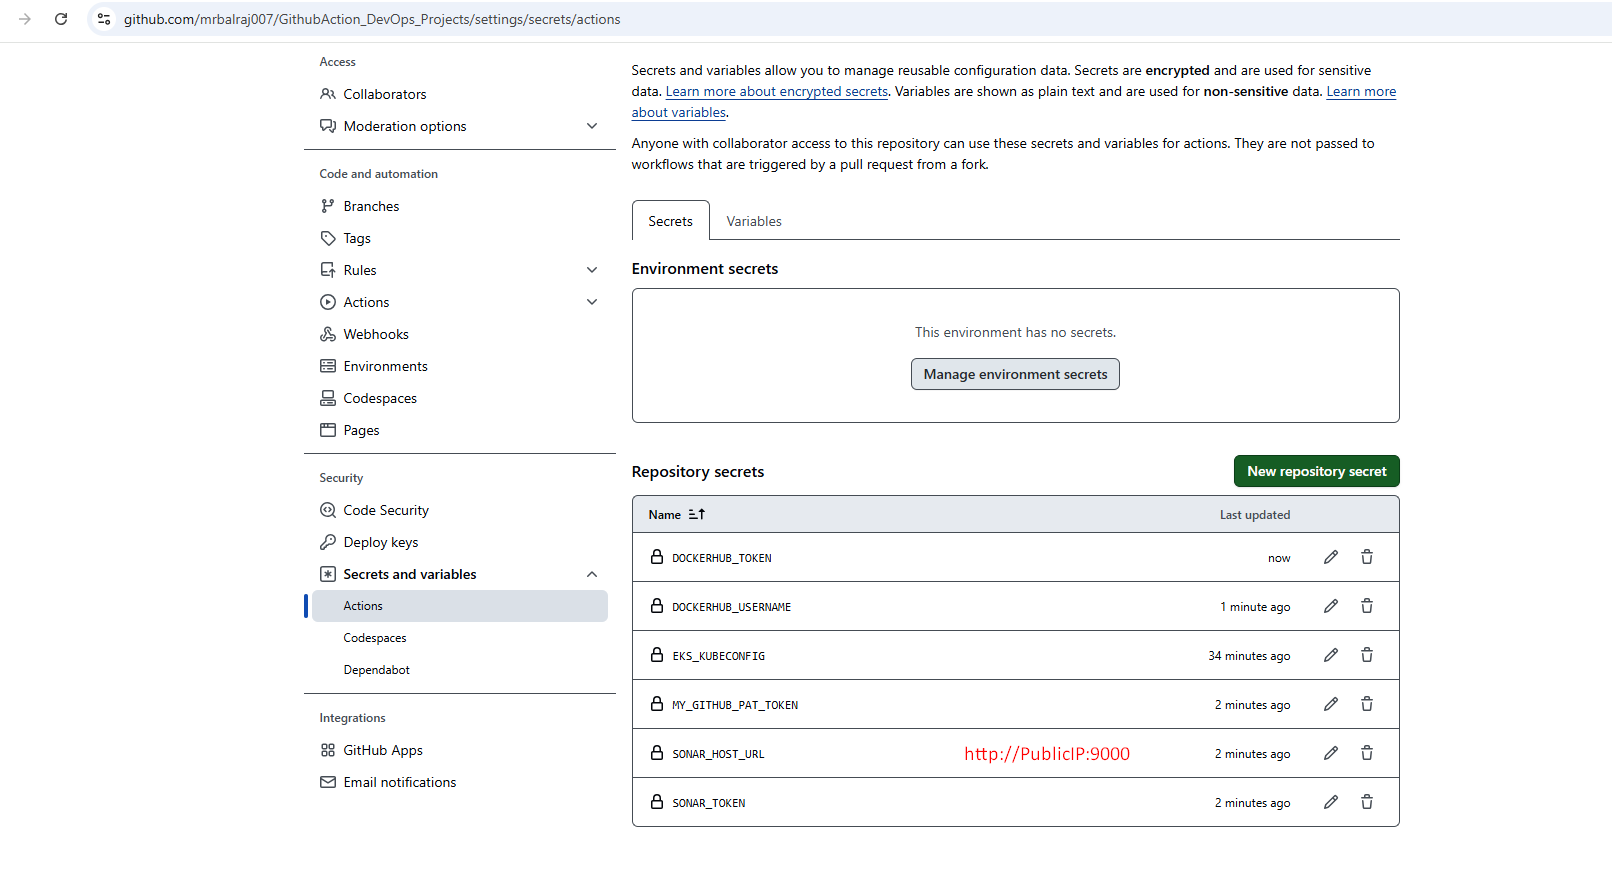 github.com/mrbalraj007/GithubAction_DevOps_Projects/settings/secrets/actions
Access
Collaborators
Moderation options
Code and automation
Branches
Tags
Rules
Actions
Webhooks
Environments
Codespaces
Pages
Security
Code Security
Deploy keys
Secrets and variables
Actions
Codespaces
Dependabot
Integrations
GitHub Apps
Email notifications
Secrets and variables allow you to manage reusable configuration data. Secrets are encrypted and are used for sensitive
data. Learn more about encrypted secrets. Variables are shown as plain text and are used for non-sensitive data. Learn more
about variables.
Anyone with collaborator access to this repository can use these secrets and variables for actions. They are not passed to
workflows that are triggered by a pull request from a fork.
Secrets Variables
Environment secrets
This environment has no secrets.
Manage environment secrets
Repository secrets New repository secret
Name Last updated
DOCKERHUB_TOKEN now
DOCKERHUB_USERNAME 1 minute ago
EKS_KUBECONFIG 34 minutes ago
MY_GITHUB_PAT_TOKEN 2 minutes ago
SONAR_HOST_URL http://PublicIP:9000 2 minutes ago
SONAR_TOKEN 2 minutes ago